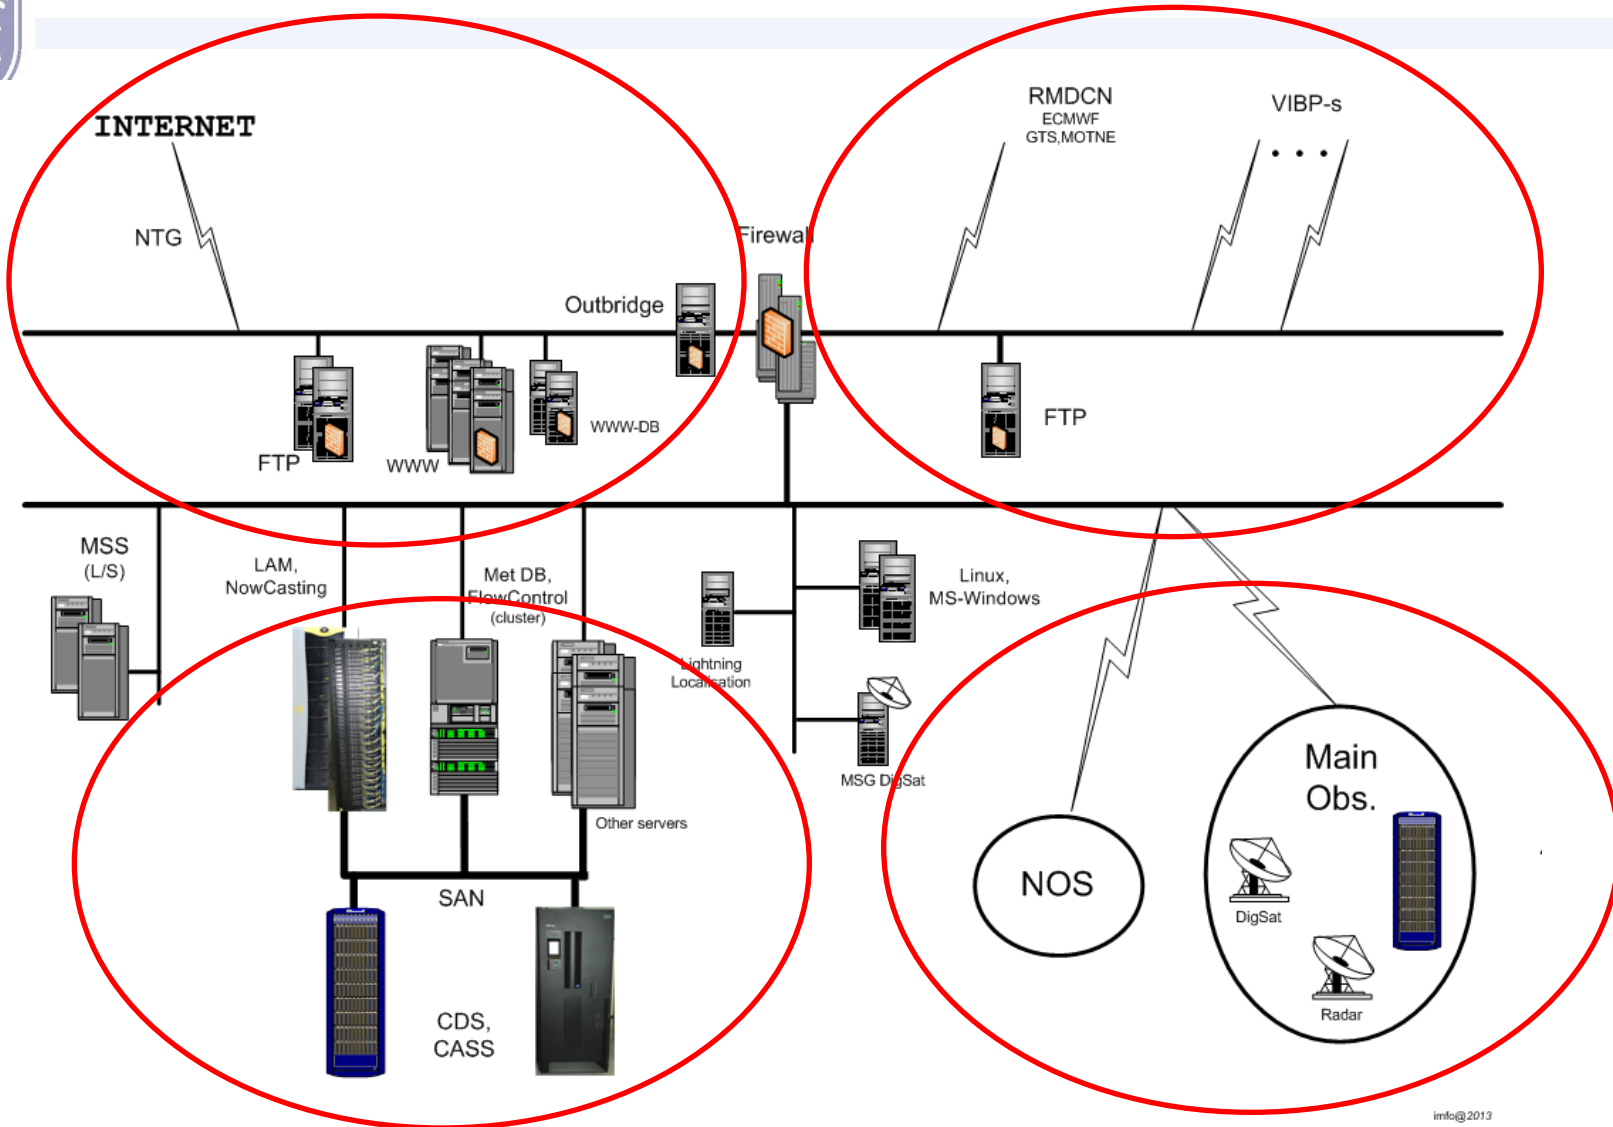 INTERNET
NTG
RMDCN
ECMWF
GTS,MOTNE
VIBP-s
Firewall
Outbridge
FTP
WWW
WWW-DB
FTP
MSS
(L/S)
LAM,
NowCasting
Met DB,
FlowControl
(cluster)
Linux,
MS-Windows
Lightning
Localisation
MSG DigSat
Other servers
SAN
CDS,
CASS
NOS
Main
Obs.
DigSat
Radar
imfo@2013